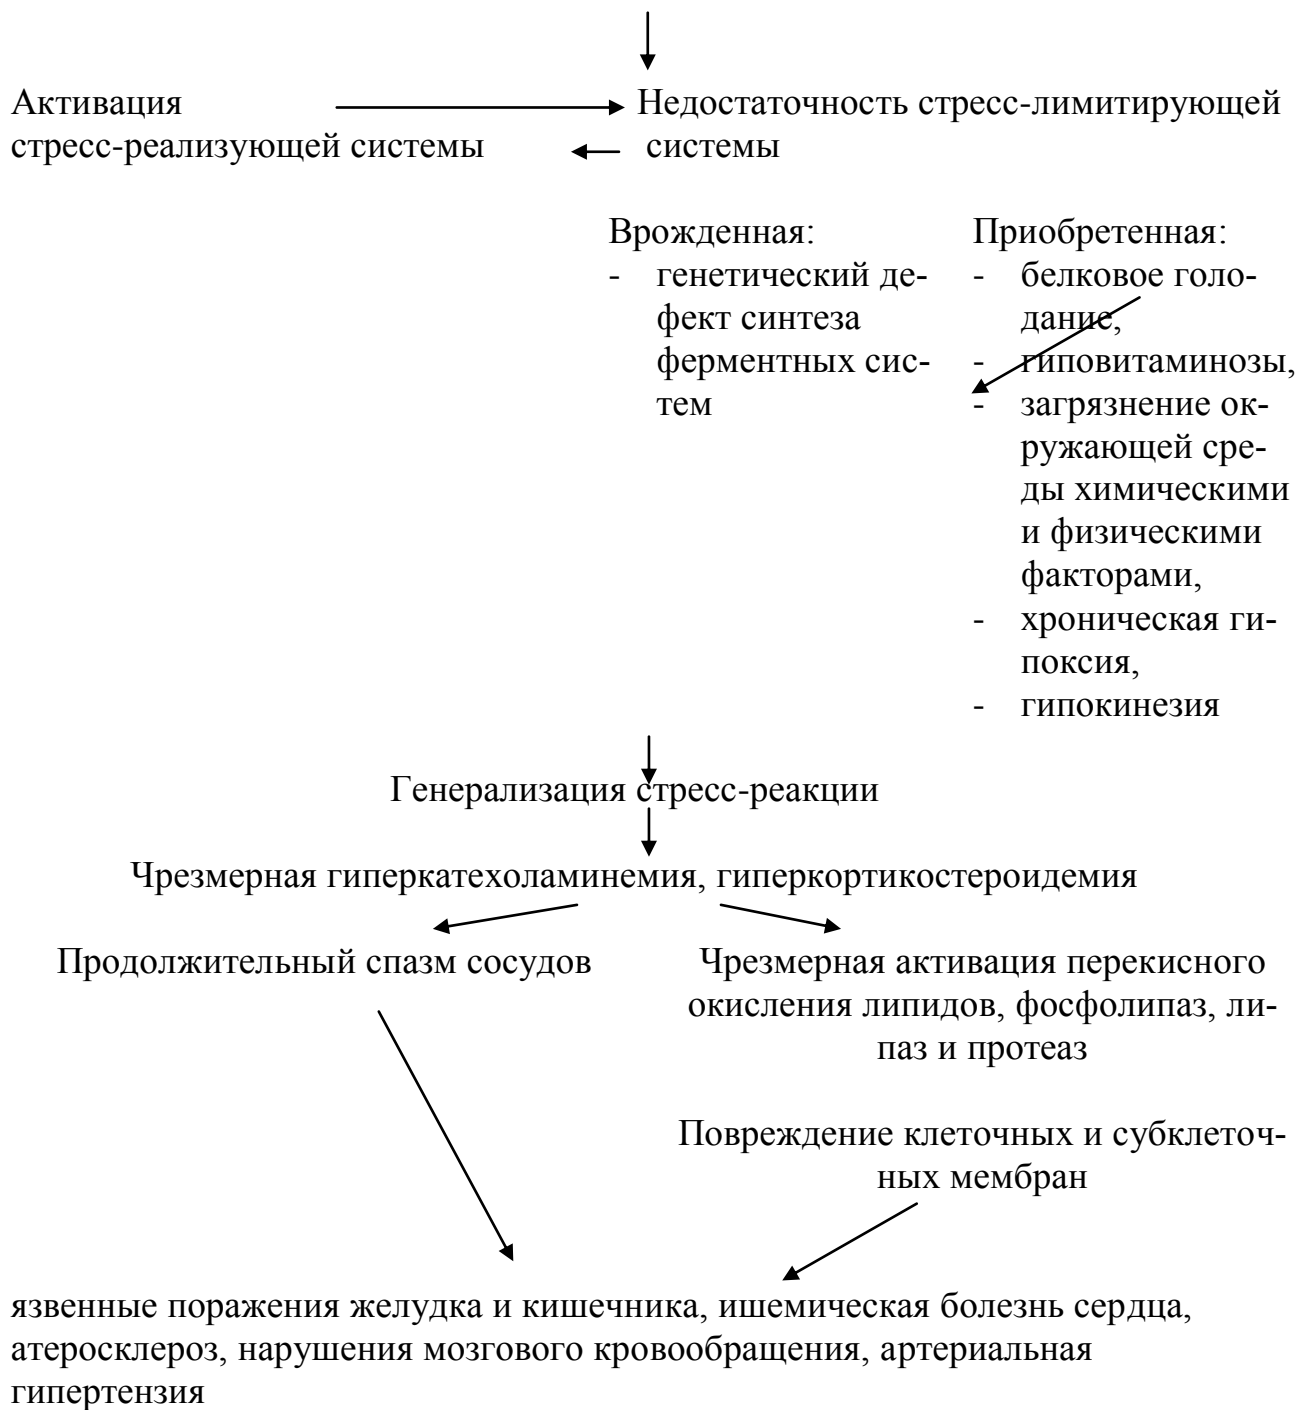 Активация
стресс-реализующей системы
Недостаточность стресс-лимитирующей
системы
Врожденная:
- генетический де-
фект синтеза
ферментных сис-
тем
Приобретенная:
- белковое голо-
дание,
- гиповитаминозы,
- загрязнение ок-
ружающей сре-
ды химическими
и физическими
факторами,
- хроническая ги-
поксия,
- гипокинезия
Генерализация стресс-реакции
Чрезмерная гиперкатехоламинемия, гиперкортикостероидемия
Продолжительный спазм сосудов
Чрезмерная активация перекисного
окисления липидов, фосфолипаз, ли-
паз и протеаз
Повреждение клеточных и субклеточ-
ных мембран
язвенные поражения желудка и кишечника, ишемическая болезнь сердца,
атеросклероз, нарушения мозгового кровообращения, артериальная
гипертензия